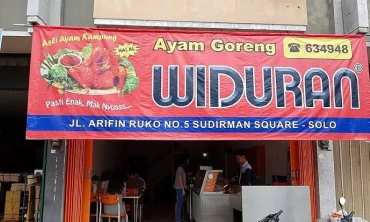 Asli Ayam Kampung
HALAL
Pasti Enak, Mak Nyusss...
Ayam Goreng
☎ 634948
WIDURAN®
JL. ARIFIN RUKO NO.5 SUDIRMAN SQUARE - SOLO